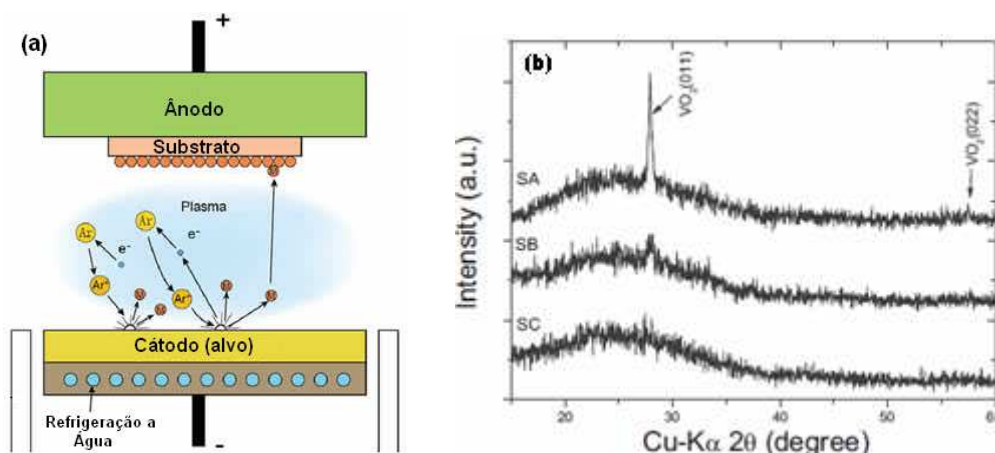 (a)
+
Ânodo
Substrato
M
Plasma
Ar
Ar
e⁻
e⁻
Ar⁺
Ar⁺
M
M
M
M
Cátodo (alvo)
Refrigeração a
Água
-
(b)
VO₂(011)
VO₂(022)
SA
SB
SC
Intensity (a.u.)
20 30 40 50 60
Cu-Kα 2θ (degree)